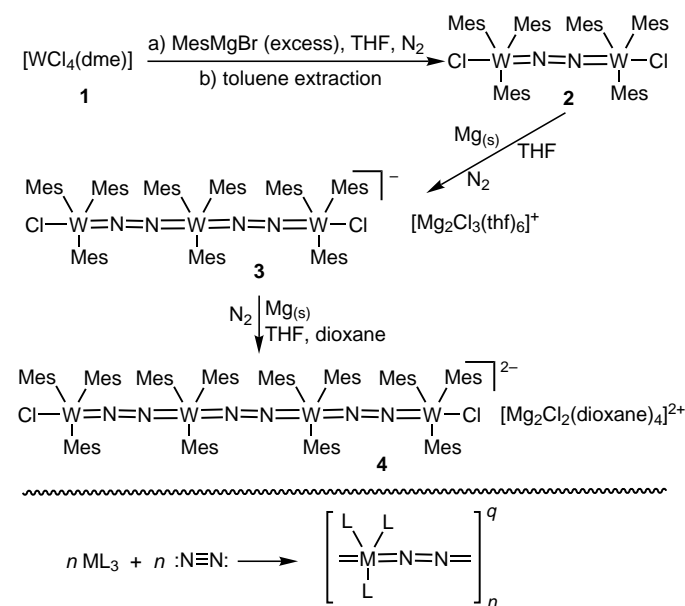 a) MesMgBr (excess), THF, N₂
[WCl₄(dme)]
b) toluene extraction
1
Mes Mes Mes Mes
Cl—W=N=N=W—Cl
Mes Mes
2
Mg(s)
THF
N₂
Mes Mes Mes Mes Mes Mes –
Cl—W=N=N=W=N=N=W—Cl
Mes Mes Mes
[Mg₂Cl₃(thf)₆]⁺
3
N₂ Mg(s)
THF, dioxane
Mes Mes Mes Mes Mes Mes Mes Mes 2–
Cl—W=N=N=W=N=N=W=N=N=W—Cl
[Mg₂Cl₂(dioxane)₄]²⁺
Mes Mes Mes Mes
4
n ML₃ + n :N≡N:
L L q
=M=N–N=
L n